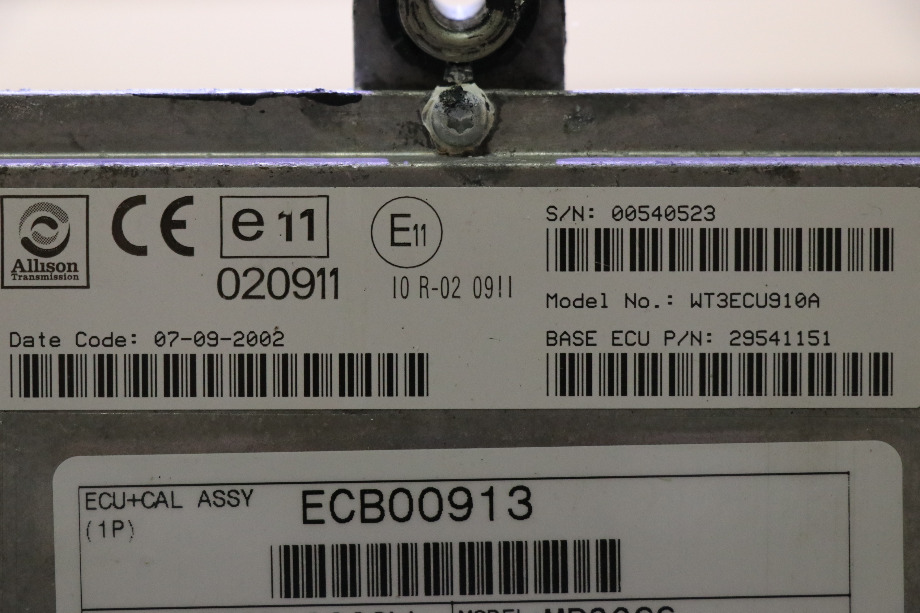 Allison
Transmission
CE
e 11
020911
E11
10 R-02 0911
Date Code: 07-09-2002
S/N: 00540523
Model No.: WT3ECU910A
BASE ECU P/N: 29541151
ECU+CAL ASSY
(1P)
ECB00913